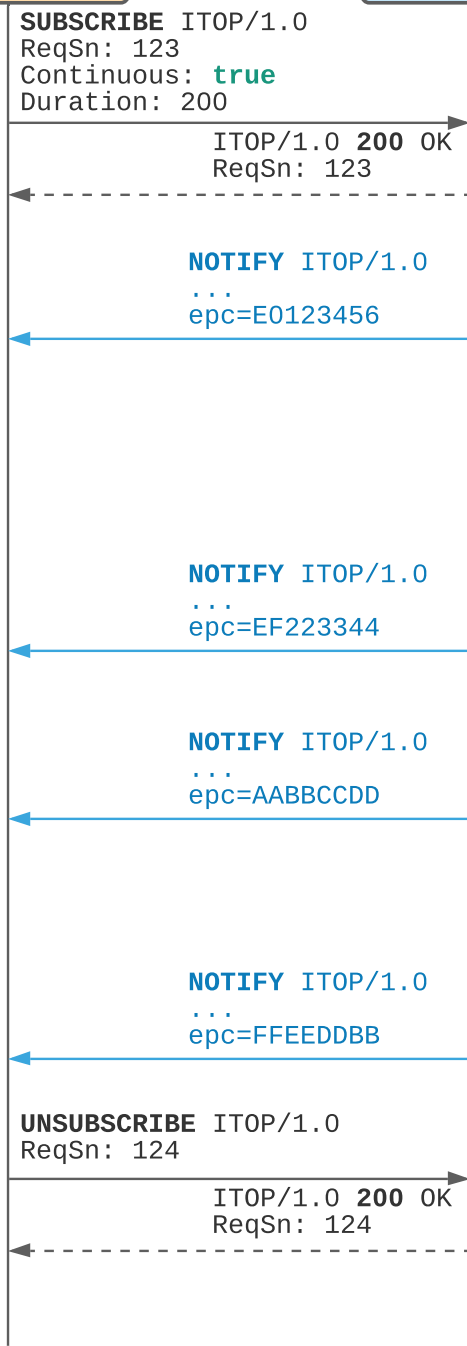 SUBSCRIBE ITOP/1.0
ReqSn: 123
Continuous: true
Duration: 200
ITOP/1.0 200 OK
ReqSn: 123
NOTIFY ITOP/1.0
...
epc=E0123456
NOTIFY ITOP/1.0
...
epc=EF223344
NOTIFY ITOP/1.0
...
epc=AABBCCDD
NOTIFY ITOP/1.0
...
epc=FFEEDDBB
UNSUBSCRIBE ITOP/1.0
ReqSn: 124
ITOP/1.0 200 OK
ReqSn: 124